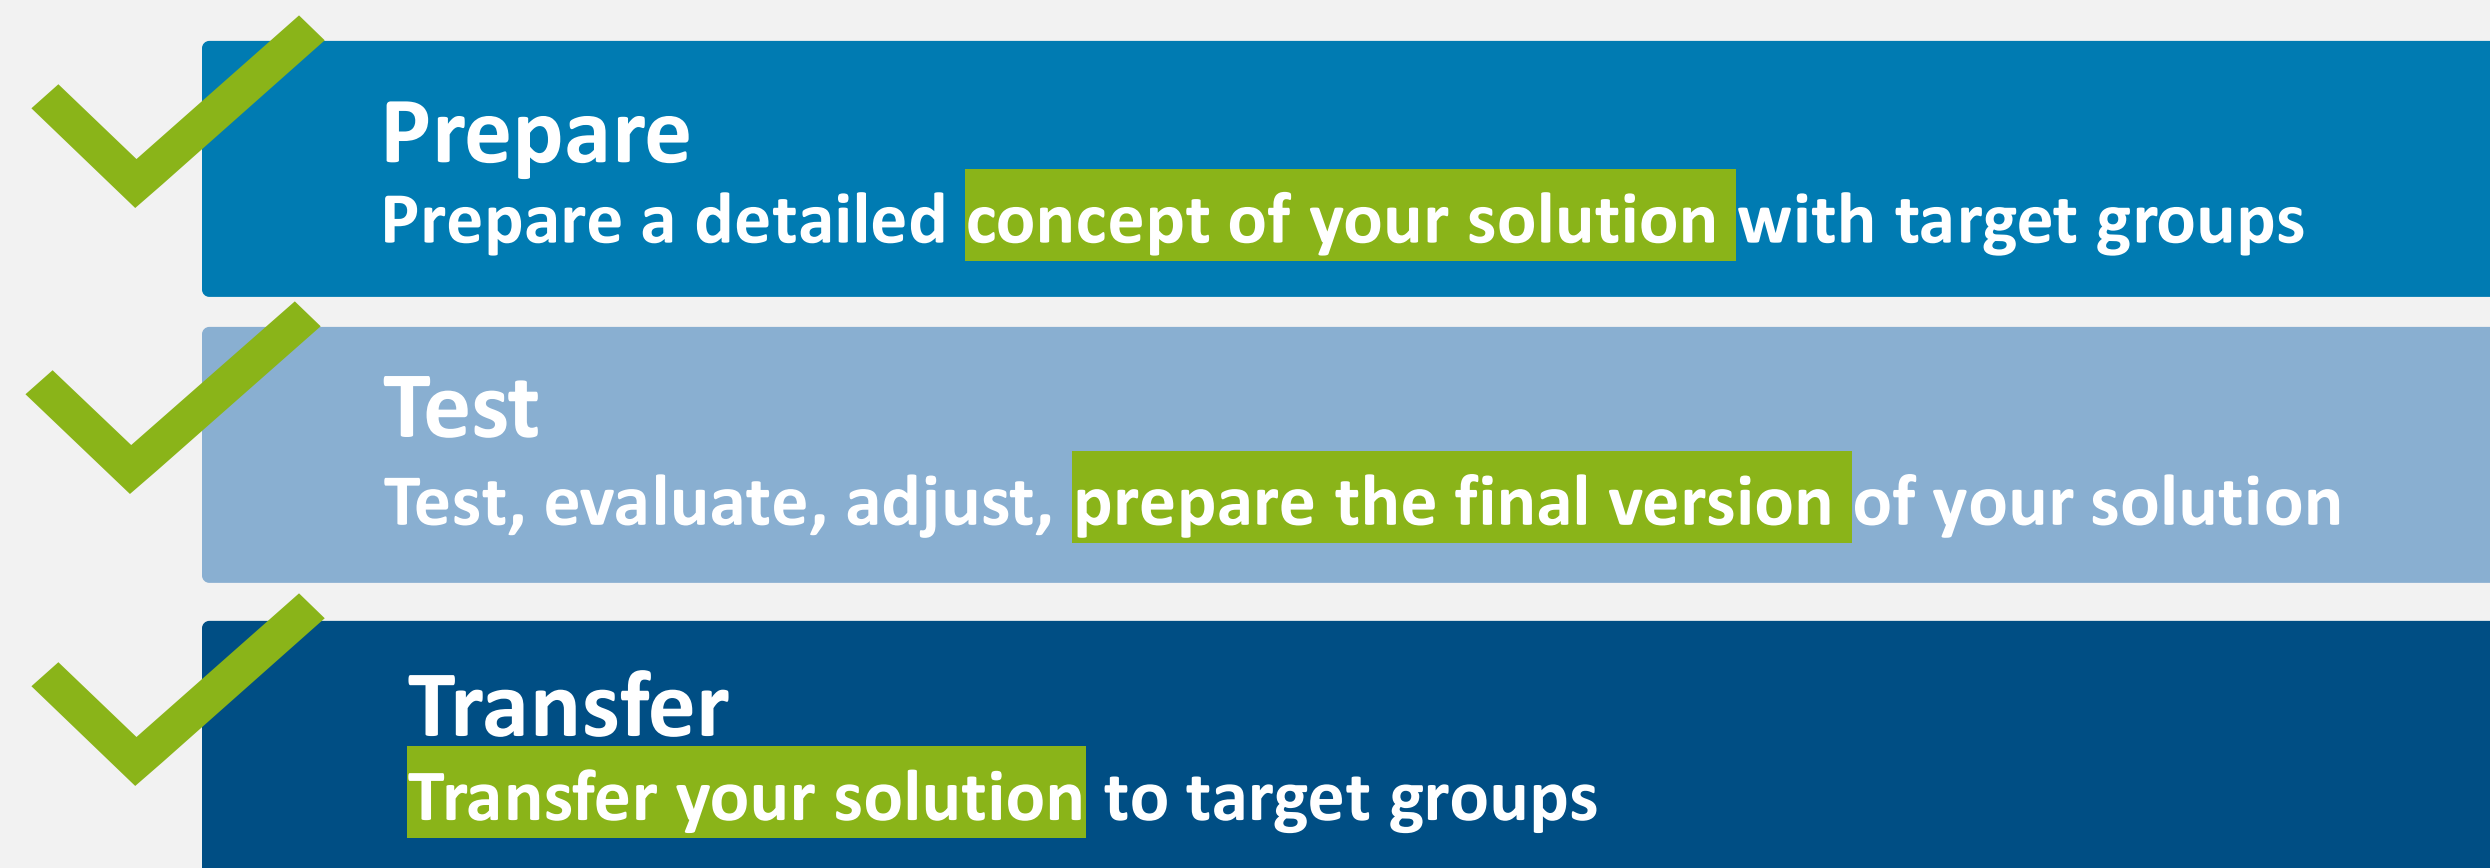 Prepare
Prepare a detailed concept of your solution with target groups
Test
Test, evaluate, adjust, prepare the final version of your solution
Transfer
Transfer your solution to target groups